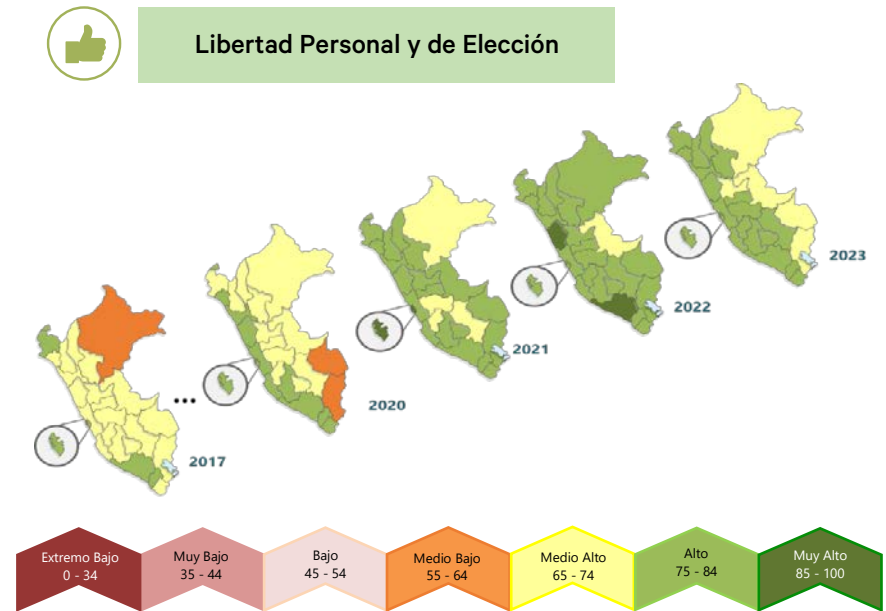 Libertad Personal y de Elección
2023
2022
2021
2020
...
2017
Extremo Bajo
0 - 34
Muy Bajo
35 - 44
Bajo
45 - 54
Medio Bajo
55 - 64
Medio Alto
65 - 74
Alto
75 - 84
Muy Alto
85 - 100